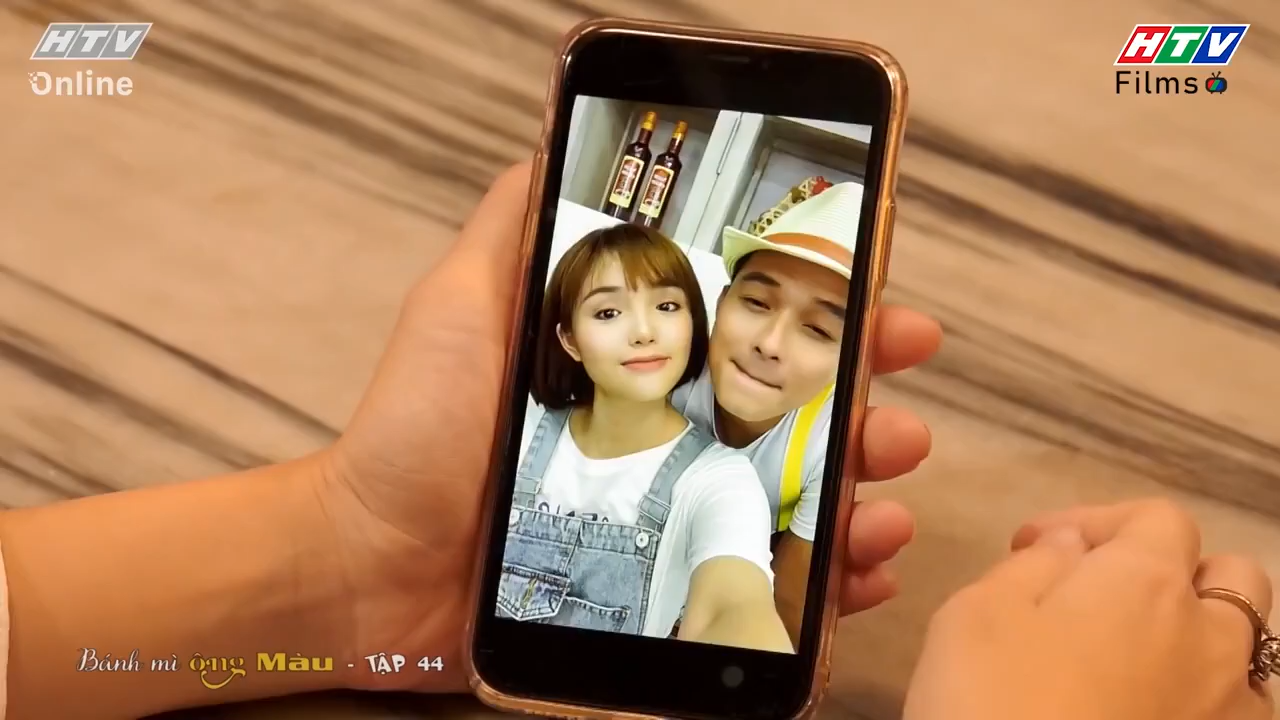 HTV
Online
HTV
Films
Bánh mì ông Màu - TẬP 44